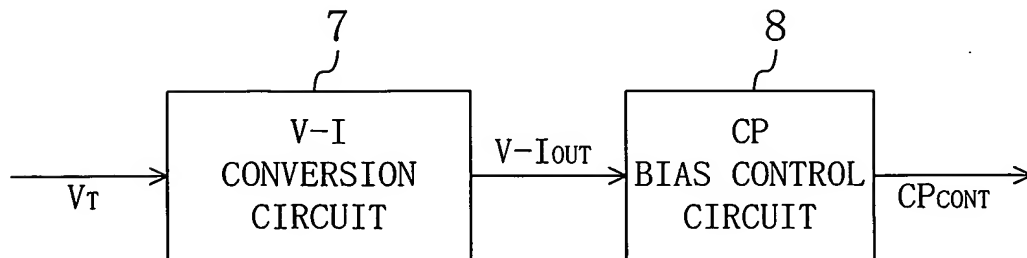 7
8
V-I
CONVERSION
CIRCUIT
CP
BIAS CONTROL
CIRCUIT
VT
V-IOUT
CPCONT